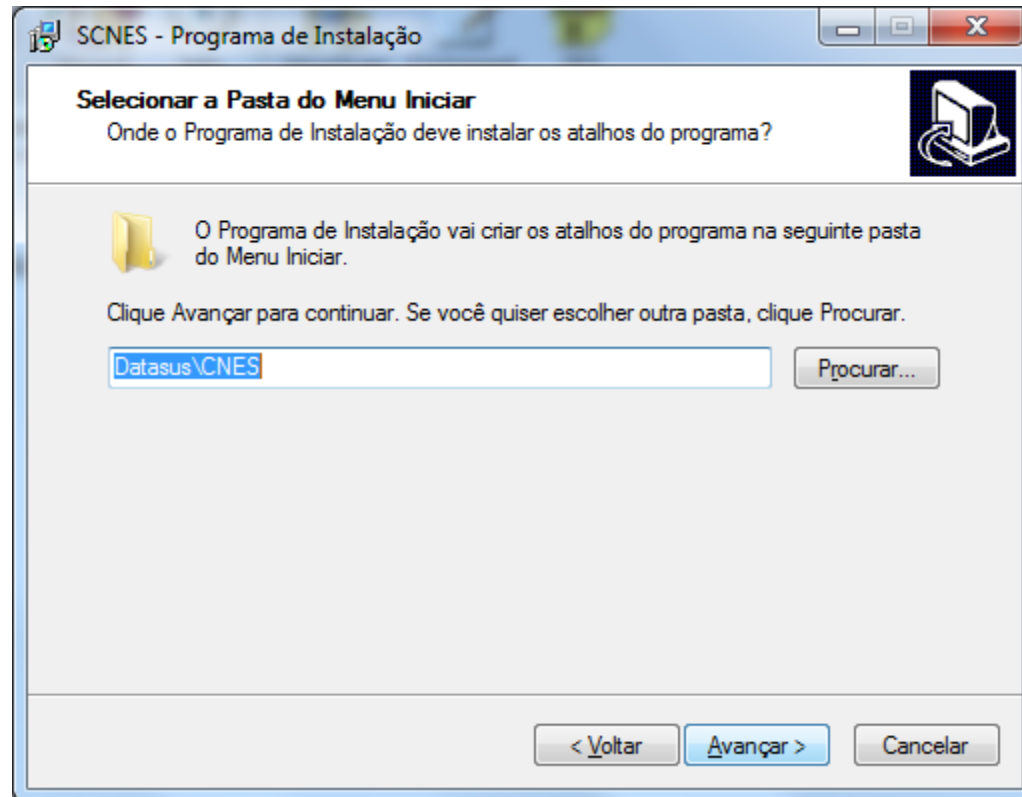 SCNES - Programa de Instalação
Selecionar a Pasta do Menu Iniciar
Onde o Programa de Instalação deve instalar os atalhos do programa?
O Programa de Instalação vai criar os atalhos do programa na seguinte pasta
do Menu Iniciar.
Clique Avançar para continuar. Se você quiser escolher outra pasta, clique Procurar.
Datasus\CNES
Procurar...
< Voltar
Avançar >
Cancelar